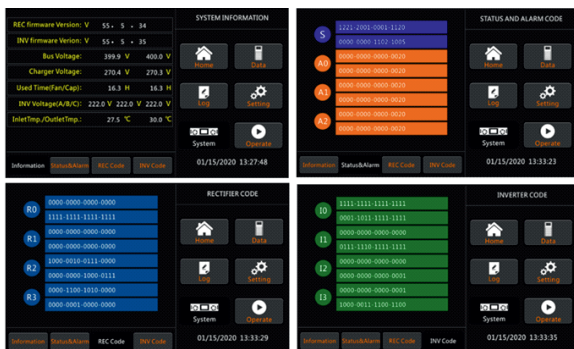 SYSTEM INFORMATION
REC firmware Version: V 55. 5 . 34
INV firmware Verion: V 55. 5 . 35
Bus Voltage: 399.9 V 400.0 V
Charger Voltage: 270.4 V 270.3 V
Used Time(Fan/Cap): 16.3 H 16.3 H
INV Voltage(A/B/C): 222.0 V 222.0 V 222.0 V
InletTmp./OutletTmp.: 27.5 ℃ 30.0 ℃
Home Data
Log Setting
System Operate
Information Status&Alarm REC Code INV Code
01/15/2020 13:27:48
STATUS AND ALARM CODE
S
1221-2001-0001-1120
0000-8000-1102-1005
A0
0000-0000-0000-0020
0000-0000-0000-0020
A1
0000-0000-0000-0020
0000-0000-0000-0020
A2
0000-0000-0000-0020
0000-0000-0000-0020
Home Data
Log Setting
System Operate
Information Status&Alarm REC Code INV Code
01/15/2020 13:33:23
RECTIFIER CODE
R0
0000-0000-0000-0000
1111-1111-1111-1111
R1
0000-0000-0000-0000
0000-0000-0000-0000
R2
1000-0010-0111-0000
0000-0000-1000-0111
R3
0000-1100-1010-0000
0000-0001-0000-0000
Home Data
Log Setting
System Operate
Information Status&Alarm REC Code INV Code
01/15/2020 13:33:29
INVERTER CODE
I0
1111-1111-1111-1111
0001-1011-1111-1111
I1
0000-0000-0000-0000
0111-1110-1111-1111
I2
0000-0000-0000-0001
0000-0000-0000-0001
I3
0000-0000-0000-0001
1000-0011-1100-1100
Home Data
Log Setting
System Operate
Information Status&Alarm REC Code INV Code
01/15/2020 13:33:35